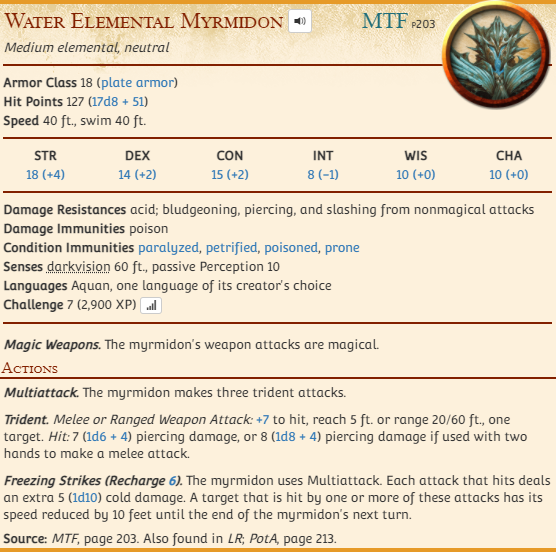 WATER ELEMENTAL MYRMIDON MTF p203
Medium elemental, neutral
Armor Class 18 (plate armor)
Hit Points 127 (17d8 + 51)
Speed 40 ft., swim 40 ft.
STR DEX CON INT WIS CHA
18 (+4) 14 (+2) 15 (+2) 8 (−1) 10 (+0) 10 (+0)
Damage Resistances acid; bludgeoning, piercing, and slashing from nonmagical attacks
Damage Immunities poison
Condition Immunities paralyzed, petrified, poisoned, prone
Senses darkvision 60 ft., passive Perception 10
Languages Aquan, one language of its creator's choice
Challenge 7 (2,900 XP)
Magic Weapons. The myrmidon's weapon attacks are magical.
ACTIONS
Multiattack. The myrmidon makes three trident attacks.
Trident. Melee or Ranged Weapon Attack: +7 to hit, reach 5 ft. or range 20/60 ft., one
target. Hit: 7 (1d6 + 4) piercing damage, or 8 (1d8 + 4) piercing damage if used with two
hands to make a melee attack.
Freezing Strikes (Recharge 6). The myrmidon uses Multiattack. Each attack that hits deals
an extra 5 (1d10) cold damage. A target that is hit by one or more of these attacks has its
speed reduced by 10 feet until the end of the myrmidon's next turn.
Source: MTF, page 203. Also found in LR; PotA, page 213.